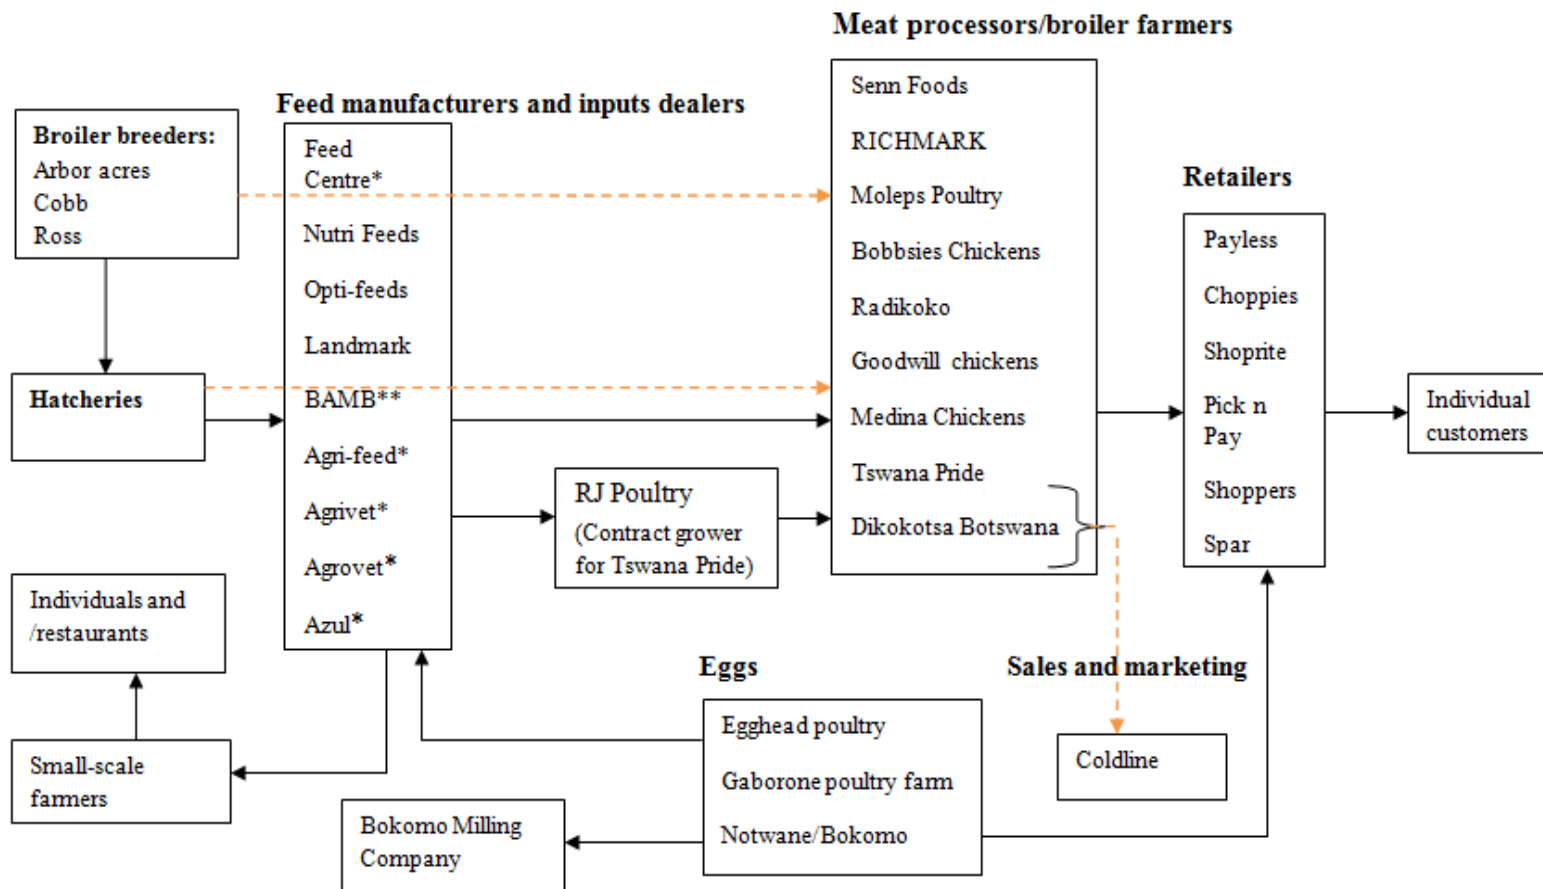 Meat processors/broiler farmers
Senn Foods
RICHMARK
Moleps Poultry
Bobbsies Chickens
Radikoko
Goodwill chickens
Medina Chickens
Tswana Pride
Dikokotsa Botswana
Feed manufacturers and inputs dealers
Feed
Centre*
Nutri Feeds
Opti-feeds
Landmark
BAMB**
Agri-feed*
Agrivet*
Agrovet*
Azul*
Broiler breeders:
Arbor acres
Cobb
Ross
Hatcheries
RJ Poultry
(Contract grower
for Tswana Pride)
Retailers
Payless
Choppies
Shoprite
Pick n
Pay
Shoppers
Spar
Individual
customers
Individuals and
/restaurants
Small-scale
farmers
Eggs
Egghead poultry
Gaborone poultry farm
Notwane/Bokomo
Bokomo Milling
Company
Sales and marketing
Coldline